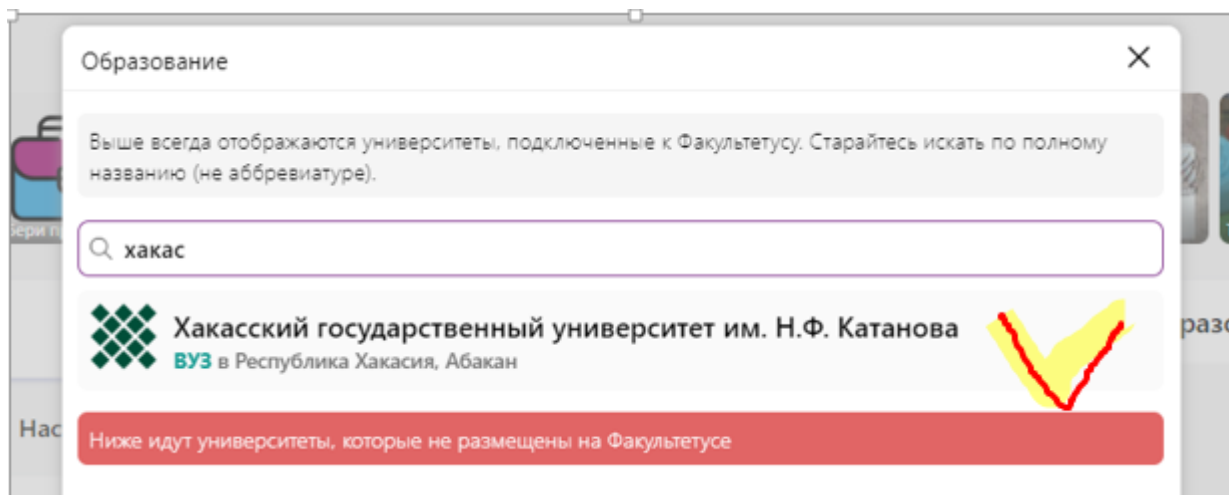 Образование
Выше всегда отображаются университеты, подключенные к Факультетусу. Старайтесь искать по полному
названию (не аббревиатуре).
хакас
Хакасский государственный университет им. Н.Ф. Катанова
ВУЗ в Республика Хакасия, Абакан
Ниже идут университеты, которые не размещены на Факультетусе